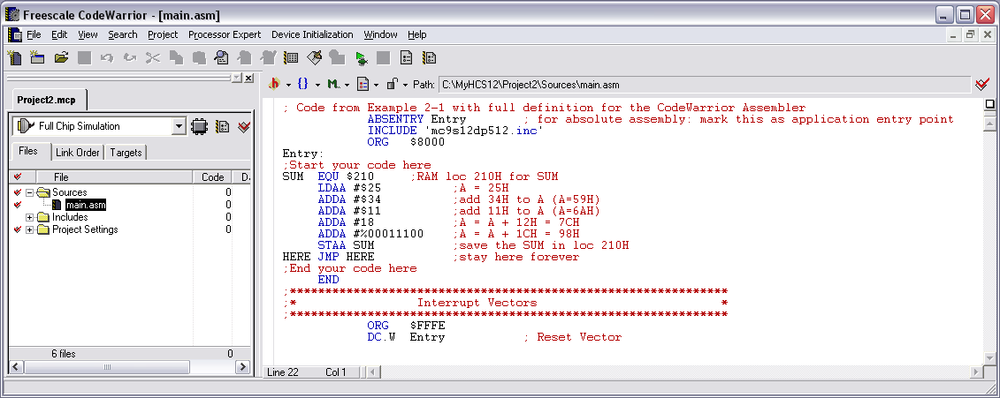 Freescale CodeWarrior - [main.asm]
File Edit View Search Project Processor Expert Device Initialization Window Help
Project2.mcp
Full Chip Simulation
Files Link Order Targets
File Code D
Sources 0
main.asm 0
Includes 0
Project Settings 0
6 files 0
h {} M. Path: C:\MyHCS12\Project2\Sources\main.asm
; Code from Example 2-1 with full definition for the CodeWarrior Assembler
ABSENTRY Entry ; for absolute assembly: mark this as application entry point
INCLUDE 'mc9s12dp512.inc'
ORG $8000
Entry:
;Start your code here
SUM EQU $210 ;RAM loc 210H for SUM
LDAA #$25 ;A = 25H
ADDA #$34 ;add 34H to A (A=59H)
ADDA #$11 ;add 11H to A (A=6AH)
ADDA #18 ;A = A + 12H = 7CH
ADDA #%00011100 ;A = A + 1CH = 98H
STAA SUM ;save the SUM in loc 210H
HERE JMP HERE ;stay here forever
;End your code here
END
;**************************************************************
;* Interrupt Vectors *
;**************************************************************
ORG $FFFE
DC.W Entry ; Reset Vector
Line 22 Col 1